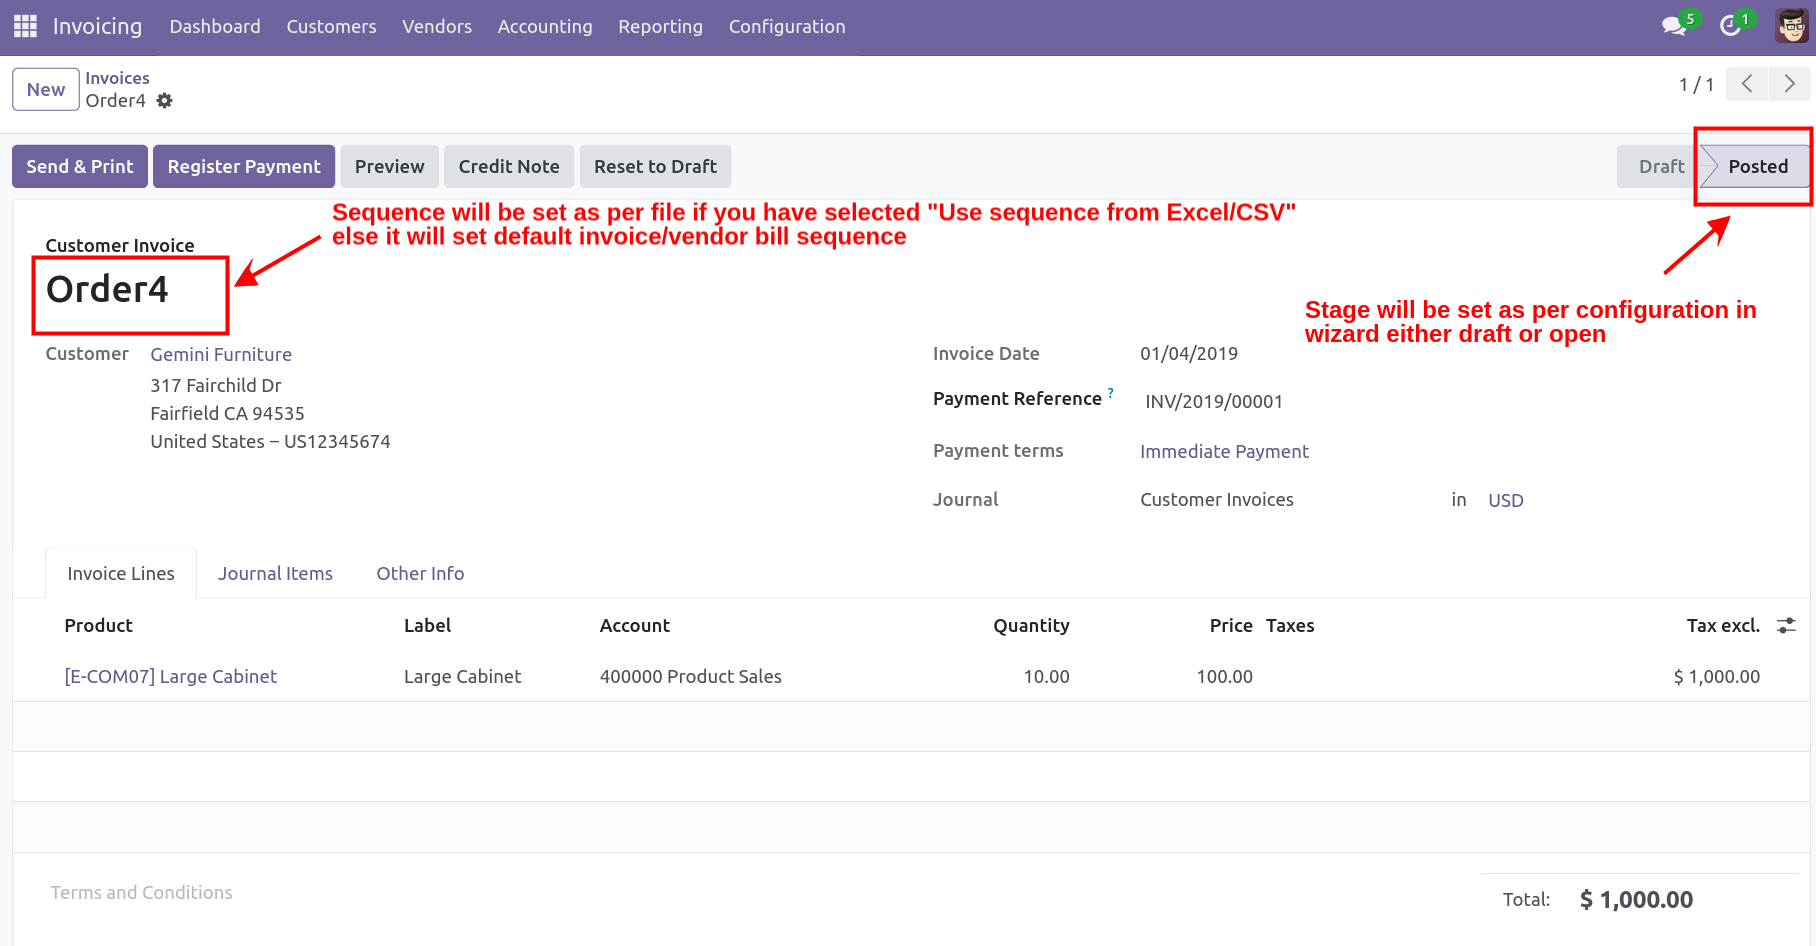 Invoicing Dashboard Customers Vendors Accounting Reporting Configuration 5 1
New Invoices 1 / 1
Order4
Send & Print Register Payment Preview Credit Note Reset to Draft Draft Posted
Sequence will be set as per file if you have selected "Use sequence from Excel/CSV"
else it will set default invoice/vendor bill sequence
Customer Invoice
Order4
Stage will be set as per configuration in
wizard either draft or open
Customer Gemini Furniture Invoice Date 01/04/2019
317 Fairchild Dr
Fairfield CA 94535 Payment Reference ? INV/2019/00001
United States – US12345674
Payment terms Immediate Payment
Journal Customer Invoices in USD
Invoice Lines Journal Items Other Info
Product Label Account Quantity Price Taxes Tax excl.
[E-COM07] Large Cabinet Large Cabinet 400000 Product Sales 10.00 100.00 $ 1,000.00
Terms and Conditions
Total: $ 1,000.00